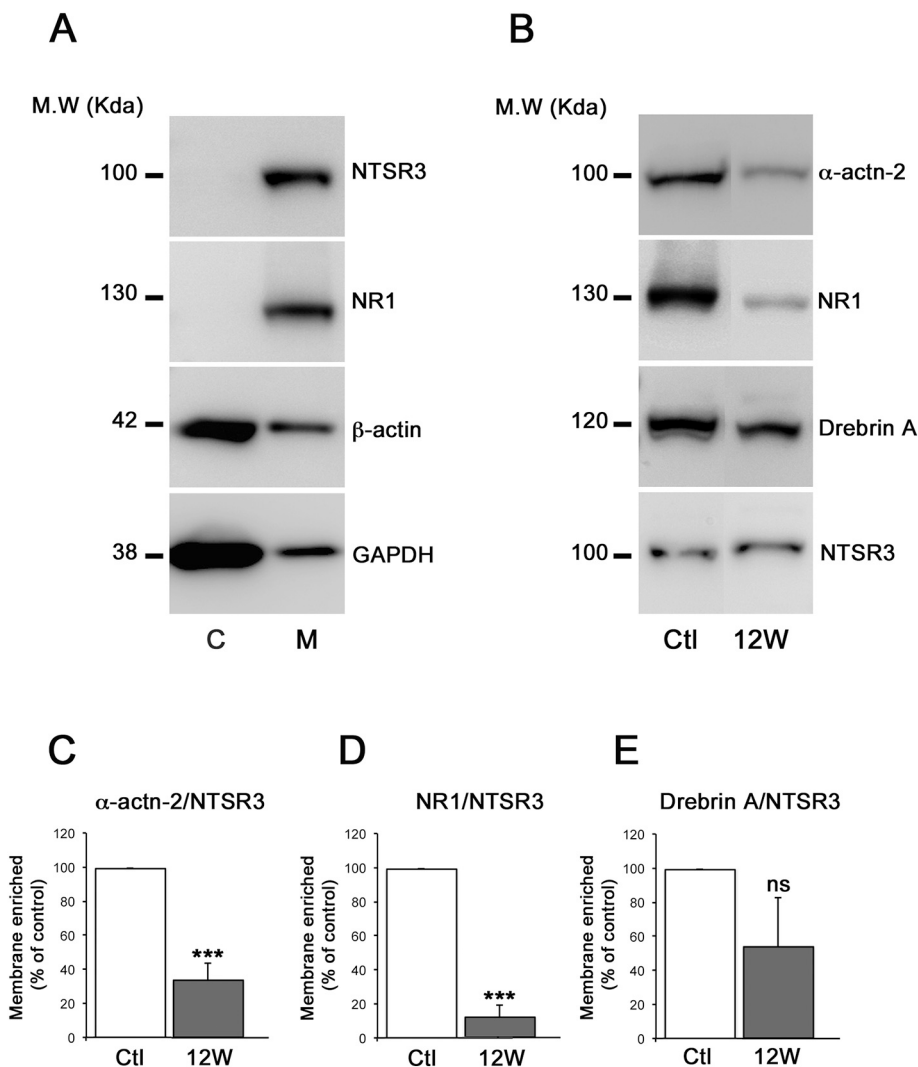 A
M.W (Kda)
100 NTSR3
130 NR1
42 β-actin
38 GAPDH
C M
B
M.W (Kda)
100 α-actn-2
130 NR1
120 Drebrin A
100 NTSR3
Ctl 12W
C
α-actn-2/NTSR3
Membrane enriched
(% of control)
120
100
80
60
40
20
0
***
Ctl 12W
D
NR1/NTSR3
Membrane enriched
(% of control)
120
100
80
60
40
20
0
***
Ctl 12W
E
Drebrin A/NTSR3
Membrane enriched
(% of control)
120
100
80
60
40
20
0
ns
Ctl 12W